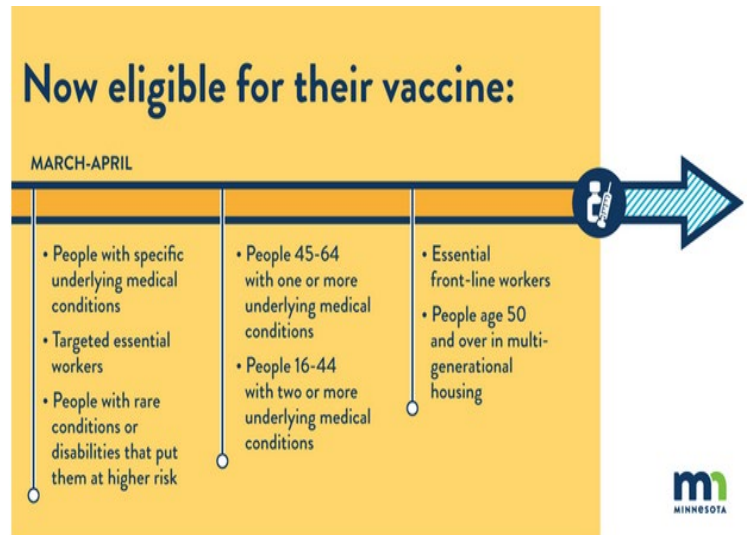 Now eligible for their vaccine:
MARCH-APRIL
• People with specific
underlying medical
conditions
• Targeted essential
workers
• People with rare
conditions or
disabilities that put
them at higher risk
• People 45-64
with one or more
underlying medical
conditions
• People 16-44
with two or more
underlying medical
conditions
• Essential
front-line workers
• People age 50
and over in multi-
generational
housing
mn
MINNESOTA